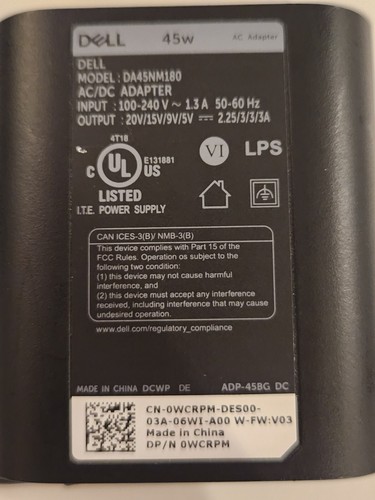 DELL 45w AC Adapter
DELL
MODEL: DA45NM180
AC/DC ADAPTER
INPUT : 100-240 V ~ 1.3 A 50-60 Hz
OUTPUT : 20V/15V/9V/5V ⎓ 2.25/3/3/3A
4T18
C UL US E131881
VI LPS
LISTED
I.T.E. POWER SUPPLY
CAN ICES-3(B)/ NMB-3(B)
This device complies with Part 15 of the
FCC Rules. Operation os subject to the
following two condition:
(1) this device may not cause harmful
interference, and
(2) this device must accept any interference
received, including interference that may cause
undesired operation.
www.dell.com/regulatory_compliance
MADE IN CHINA DCWP DE ADP-45BG DC
CN-0WCRPM-DES00-
03A-06WI-A00 W-FW:V03
Made in China
DP/N 0WCRPM